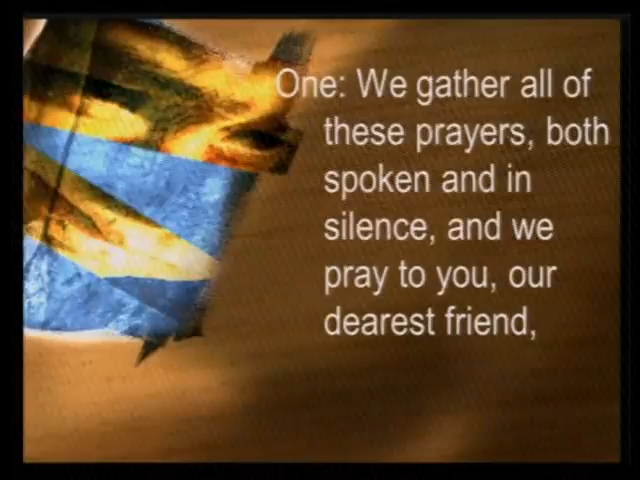 One: We gather all of
these prayers, both
spoken and in
silence, and we
pray to you, our
dearest friend,